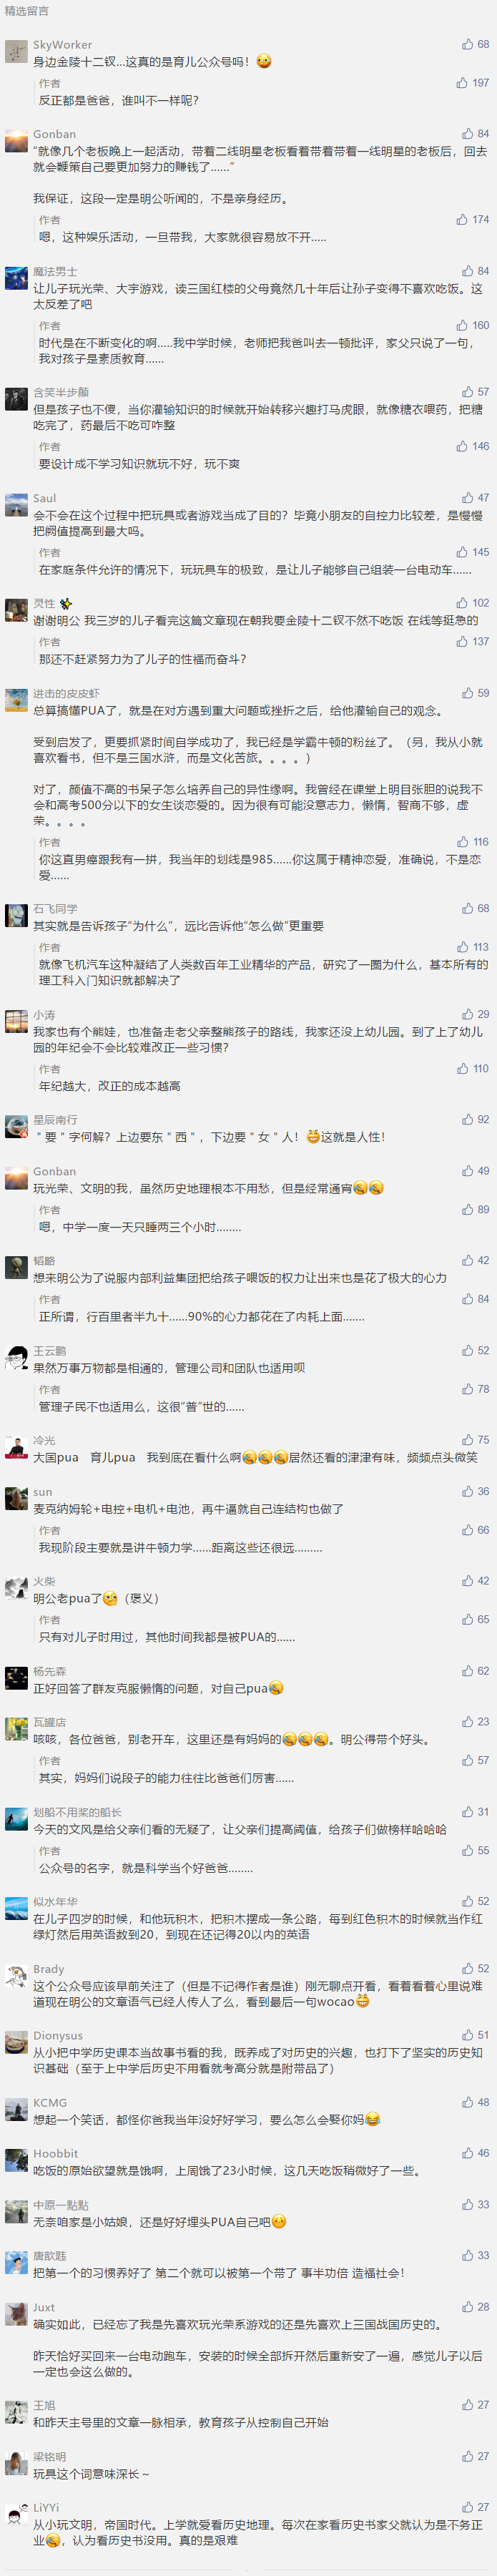 精选留言
SkyWorker
68
身边金陵十二钗...这真的是育儿公众号吗！
作者
197
反正都是爸爸，谁叫不一样呢？
Gonban
84
“就像几个老板晚上一起活动，带着二线明星老板看着带着带着一线明星的老板后，回去
就会鞭策自己要更加努力的赚钱了……”
我保证，这段一定是明公听闻的，不是亲身经历。
作者
174
嗯，这种娱乐活动，一旦带我，大家就很容易放不开.....
魔法男士
84
让儿子玩光荣、大宇游戏，读三国红楼的父母竟然几十年后让孙子变得不喜欢吃饭。这
太反差了吧
作者
160
时代是在不断变化的啊.....我中学时候，老师把我爸叫去一顿批评，家父只说了一句，
我对孩子是素质教育……
含笑半步颠
57
但是孩子也不傻，当你灌输知识的时候就开始转移兴趣打马虎眼，就像糖衣喂药，把糖
吃完了，药最后不吃可咋整
作者
146
要设计成不学习知识就玩不好，玩不爽
Saul
47
会不会在这个过程中把玩具或者游戏当成了目的？毕竟小朋友的自控力比较差，是慢慢
把阙值提高到最大吗。
作者
145
在家庭条件允许的情况下，玩玩具车的极致，是让儿子能够自己组装一台电动车……
灵性
102
谢谢明公 我三岁的儿子看完这篇文章现在朝我要金陵十二钗不然不吃饭 在线等挺急的
作者
137
那还不赶紧努力为了儿子的性福而奋斗？
进击的皮皮虾
59
总算搞懂PUA了，就是在对方遇到重大问题或挫折之后，给他灌输自己的观念。
受到启发了，更要抓紧时间自学成功了，我已经是学霸牛顿的粉丝了。（另，我从小就
喜欢看书，但不是三国水浒，而是文化苦旅。。。。）
对了，颜值不高的书呆子怎么培养自己的异性缘啊。我曾经在课堂上明目张胆的说我不
会和高考500分以下的女生谈恋爱的。因为很有可能没意志力，懒惰，智商不够，虚
荣。。。。
作者
116
你这直男癌跟我有一拼，我当年的划线是985……你这属于精神恋爱，准确说，不是恋
爱……
石飞同学
68
其实就是告诉孩子“为什么”，远比告诉他“怎么做”更重要
作者
113
就像飞机汽车这种凝结了人类数百年工业精华的产品，研究了一圈为什么，基本所有的
理工科入门知识就都解决了
小涛
29
我家也有个熊娃，也准备走老父亲整熊孩子的路线，我家还没上幼儿园。到了上了幼儿
园的年纪会不会比较难改正一些习惯？
作者
110
年纪越大，改正的成本越高
星辰南行
92
＂要＂字何解？上边要东＂西＂，下边要＂女＂人！这就是人性！
Gonban
49
玩光荣、文明的我，虽然历史地理根本不用愁，但是经常通宵
作者
89
嗯，中学一度一天只睡两三个小时........
韬略
42
想来明公为了说服内部利益集团把给孩子喂饭的权力让出来也是花了极大的心力
作者
84
正所谓，行百里者半九十……90%的心力都花在了内耗上面.......
王云鹏
52
果然万事万物都是相通的，管理公司和团队也适用呗
作者
78
管理子民不也适用么，这很“普”世的……
冷光
75
大国pua 育儿pua 我到底在看什么啊居然还看的津津有味，频频点头微笑
sun
36
麦克纳姆轮+电控+电机+电池，再牛逼就自己连结构也做了
作者
66
我现阶段主要就是讲牛顿力学……距离这些还很远.........
火柴
42
明公老pua了（褒义）
作者
65
只有对儿子时用过，其他时间我都是被PUA的……
杨先森
62
正好回答了群友克服懒惰的问题，对自己pua
瓦罐店
23
咳咳，各位爸爸，别老开车，这里还是有妈妈的。明公得带个好头。
作者
57
其实，妈妈们说段子的能力往往比爸爸们厉害……
划船不用桨的船长
31
今天的文风是给父亲们看的无疑了，让父亲们提高阈值，给孩子们做榜样哈哈哈
作者
55
公众号的名字，就是科学当个好爸爸........
似水年华
52
在儿子四岁的时候，和他玩积木，把积木摆成一条公路，每到红色积木的时候就当作红
绿灯然后用英语数到20，到现在还记得20以内的英语
Brady
52
这个公众号应该早前关注了（但是不记得作者是谁）刚无聊点开看，看着看着心里说难
道现在明公的文章语气已经人传人了么，看到最后一句wocao
Dionysus
51
从小把中学历史课本当故事书看的我，既养成了对历史的兴趣，也打下了坚实的历史知
识基础（至于上中学后历史不用看就考高分就是附带品了）
KCMG
48
想起一个笑话，都怪你爸我当年没好好学习，要么怎么会娶你妈
Hoobbit
46
吃饭的原始欲望就是饿啊，上周饿了23小时候，这几天吃饭稍微好了一些。
中原一點點
33
无奈咱家是小姑娘，还是好好埋头PUA自己吧
唐歆韪
33
把第一个的习惯养好了 第二个就可以被第一个带了 事半功倍 造福社会！
Juxt
28
确实如此，已经忘了我是先喜欢玩光荣系游戏的还是先喜欢上三国战国历史的。
昨天恰好买回来一台电动跑车，安装的时候全部拆开然后重新安了一遍，感觉儿子以后
一定也会这么做的。
王旭
27
和昨天主号里的文章一脉相承，教育孩子从控制自己开始
梁铭明
27
玩具这个词意味深长～
LiYYi
27
从小玩文明，帝国时代。上学就爱看历史地理。每次在家看历史书家父就认为是不务正
业，认为看历史书没用。真的是艰难